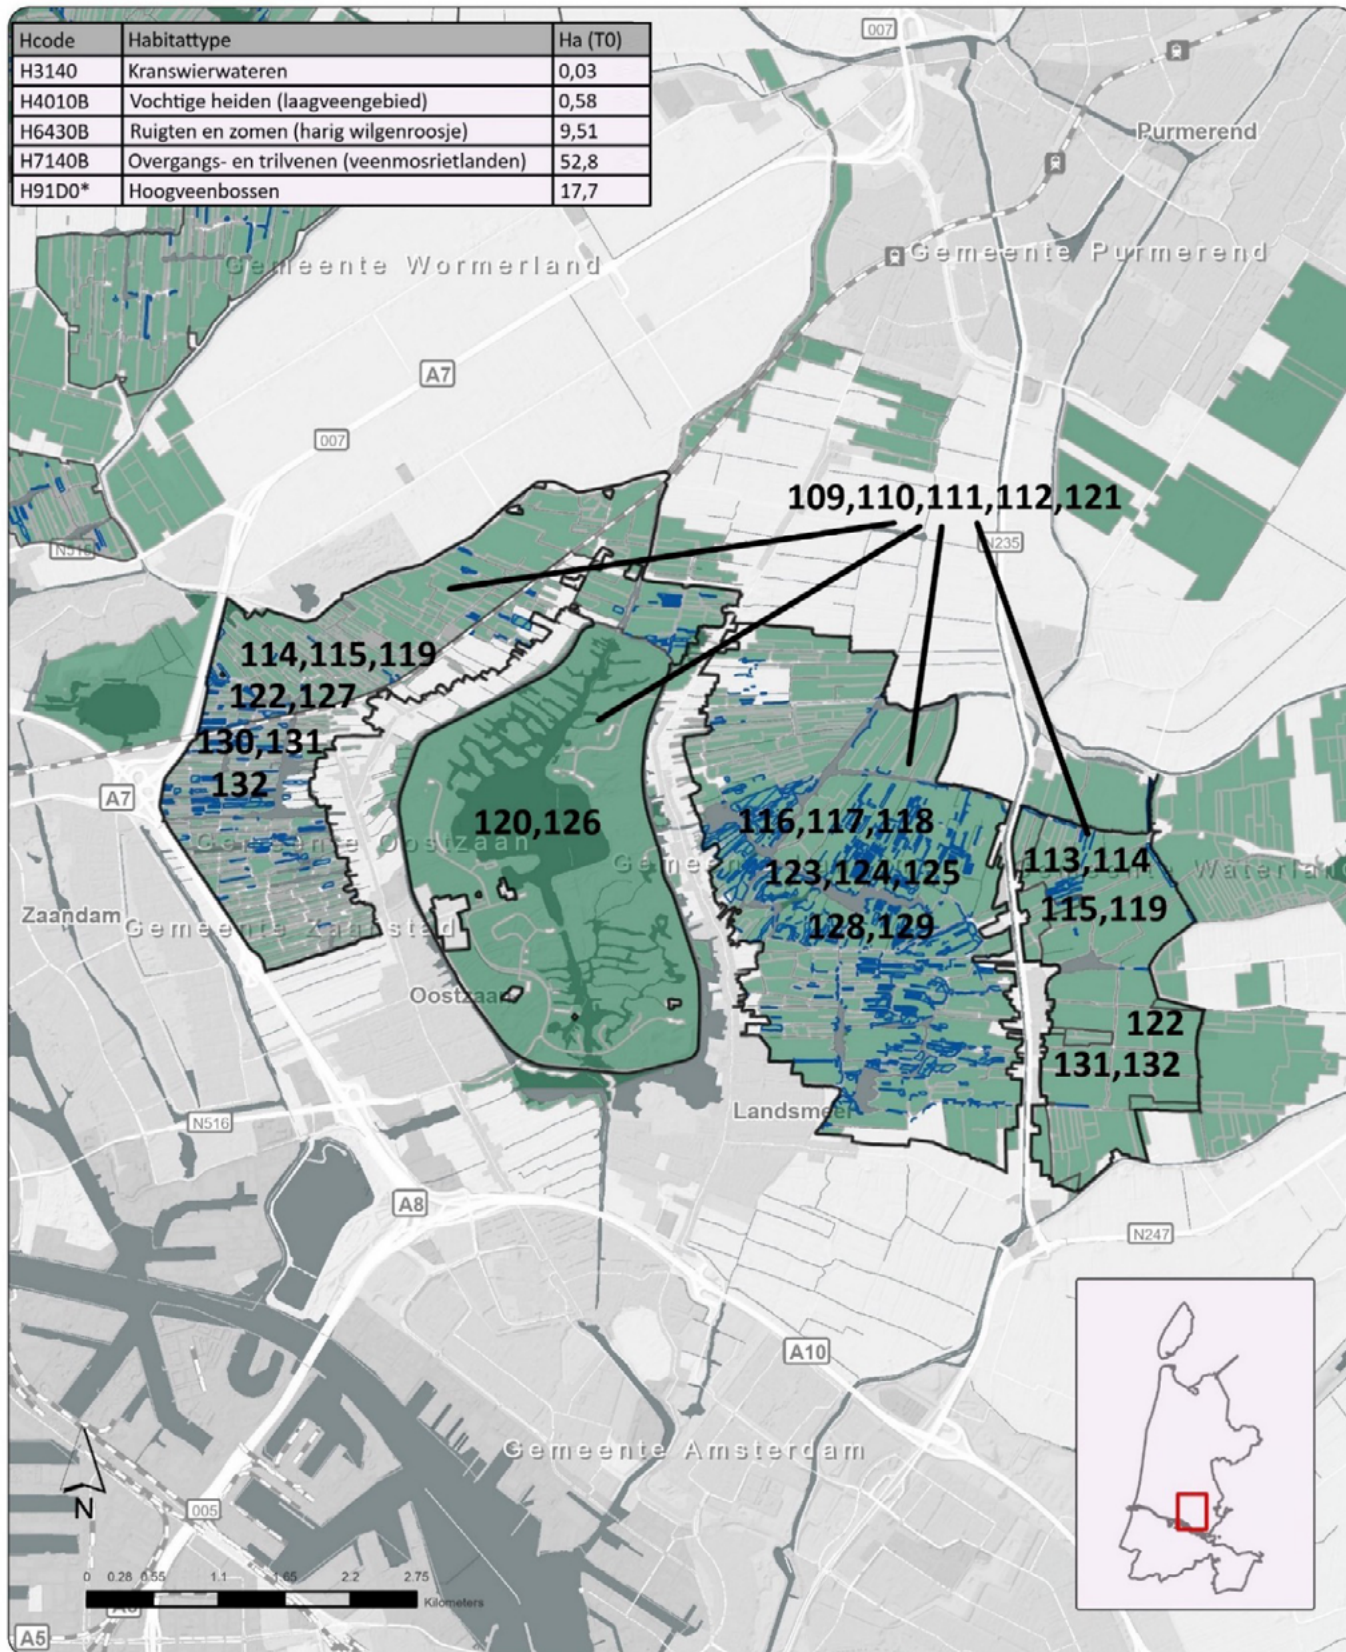 Hcode Habitattype Ha (T0)
H3140 Kranswierwateren 0,03
H4010B Vochtige heiden (laagveengebied) 0,58
H6430B Ruigten en zomen (harig wilgenroosje) 9,51
H7140B Overgangs- en trilvenen (veenmosrietlanden) 52,8
H91D0* Hoogveenbossen 17,7
007
Purmerend
Gemeente Wormerland
Gemeente Purmerend
A7
007
109,110,111,112,121
N235
114,115,119
122,127
130,131
132
A7
120,126
116,117,118
123,124,125
128,129
113,114
115,119
Gemeente Oostzaan
Zaandam
Gemeente Zaanstad
Oostzaan
122
131,132
Landsmeer
N516
A8
N247
A10
Gemeente Amsterdam
N
005
0 0.28 0.55 1.1 1.65 2.2 2.75
Kilometers
A5